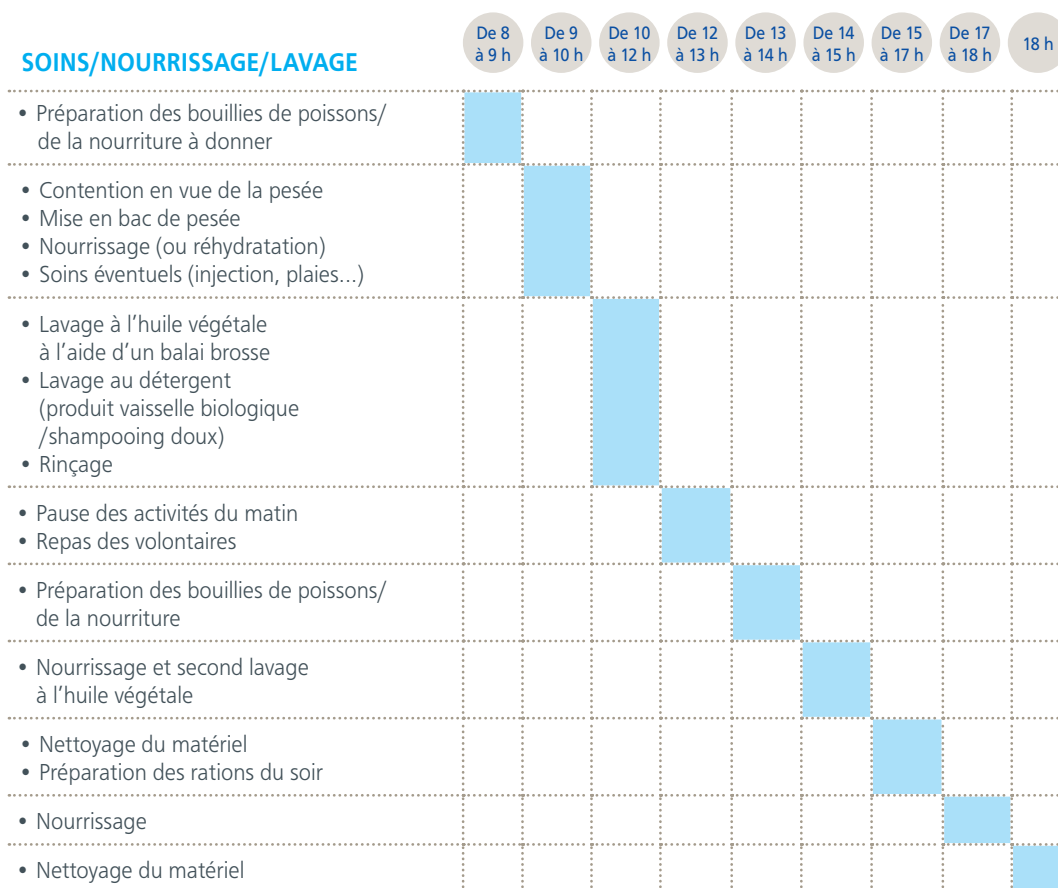 SOINS/NOURRISSAGE/LAVAGE
De 8 à 9 h
De 9 à 10 h
De 10 à 12 h
De 12 à 13 h
De 13 à 14 h
De 14 à 15 h
De 15 à 17 h
De 17 à 18 h
18 h
• Préparation des bouillies de poissons/
de la nourriture à donner
• Contention en vue de la pesée
• Mise en bac de pesée
• Nourrissage (ou réhydratation)
• Soins éventuels (injection, plaies...)
• Lavage à l’huile végétale
à l’aide d’un balai brosse
• Lavage au détergent
(produit vaisselle biologique
/shampooing doux)
• Rinçage
• Pause des activités du matin
• Repas des volontaires
• Préparation des bouillies de poissons/
de la nourriture
• Nourrissage et second lavage
à l’huile végétale
• Nettoyage du matériel
• Préparation des rations du soir
• Nourrissage
• Nettoyage du matériel